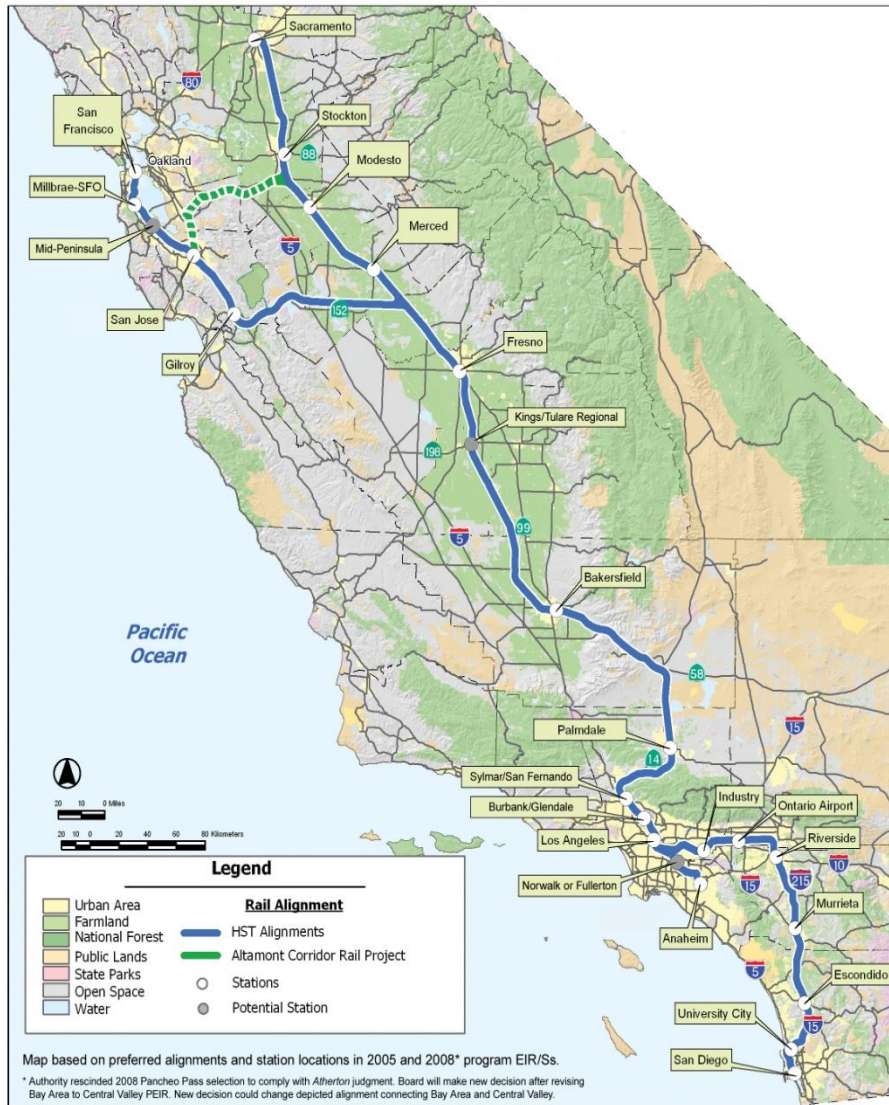 Sacramento
80
San
Francisco
Stockton
88
Oakland
Modesto
Millbrae-SFO
Merced
Mid-Peninsula
5
San Jose
152
Gilroy
Fresno
Kings/Tulare Regional
198
99
5
Bakersfield
Pacific
Ocean
58
Palmdale
15
14
Sylmar/San Fernando
Industry
Ontario Airport
Burbank/Glendale
Los Angeles
Riverside
10
Norwalk or Fullerton
15
215
Murrieta
Anaheim
5
Escondido
University City
15
San Diego
20 10 0 Miles
20 10 0 20 40 60 80 Kilometers
Legend
Urban Area
Farmland
National Forest
Public Lands
State Parks
Open Space
Water
Rail Alignment
HST Alignments
Altamont Corridor Rail Project
Stations
Potential Station
Map based on preferred alignments and station locations in 2005 and 2008* program EIR/Ss.
* Authority rescinded 2008 Pancheo Pass selection to comply with Atherton judgment. Board will make new decision after revising
Bay Area to Central Valley PEIR. New decision could change depicted alignment connecting Bay Area and Central Valley.